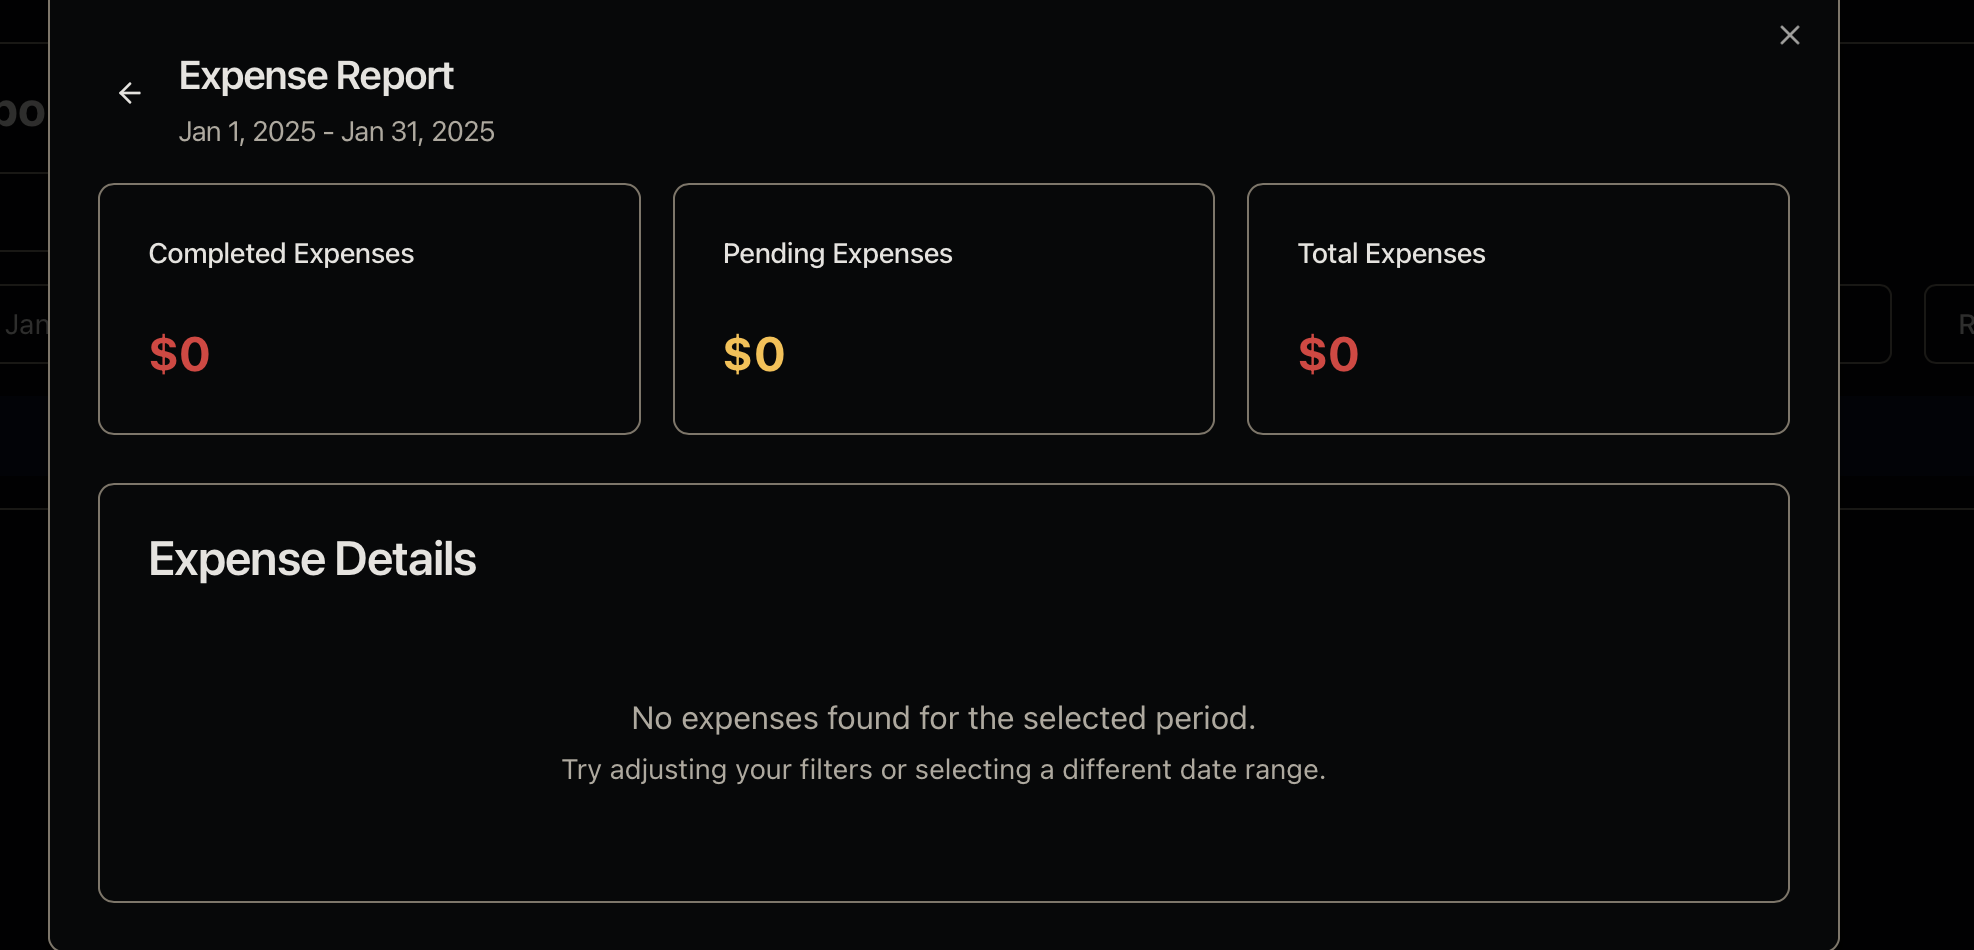 Expense Report
Jan 1, 2025 - Jan 31, 2025
Completed Expenses
$0
Pending Expenses
$0
Total Expenses
$0
Jan
Expense Details
No expenses found for the selected period.
Try adjusting your filters or selecting a different date range.